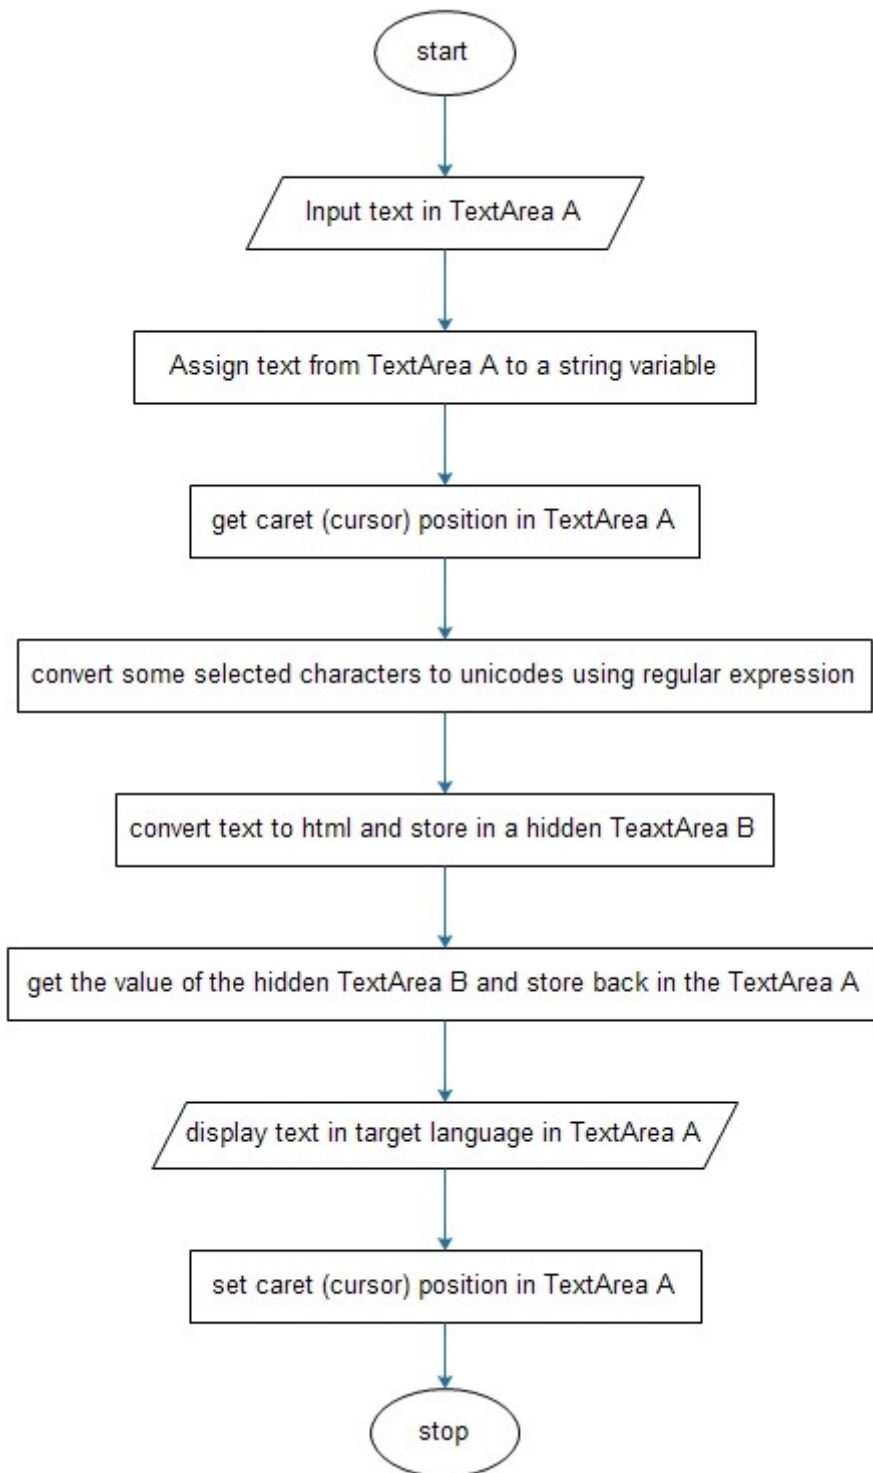 start
Input text in TextArea A
Assign text from TextArea A to a string variable
get caret (cursor) position in TextArea A
convert some selected characters to unicodes using regular expression
convert text to html and store in a hidden TeaxtArea B
get the value of the hidden TextArea B and store back in the TextArea A
display text in target language in TextArea A
set caret (cursor) position in TextArea A
stop